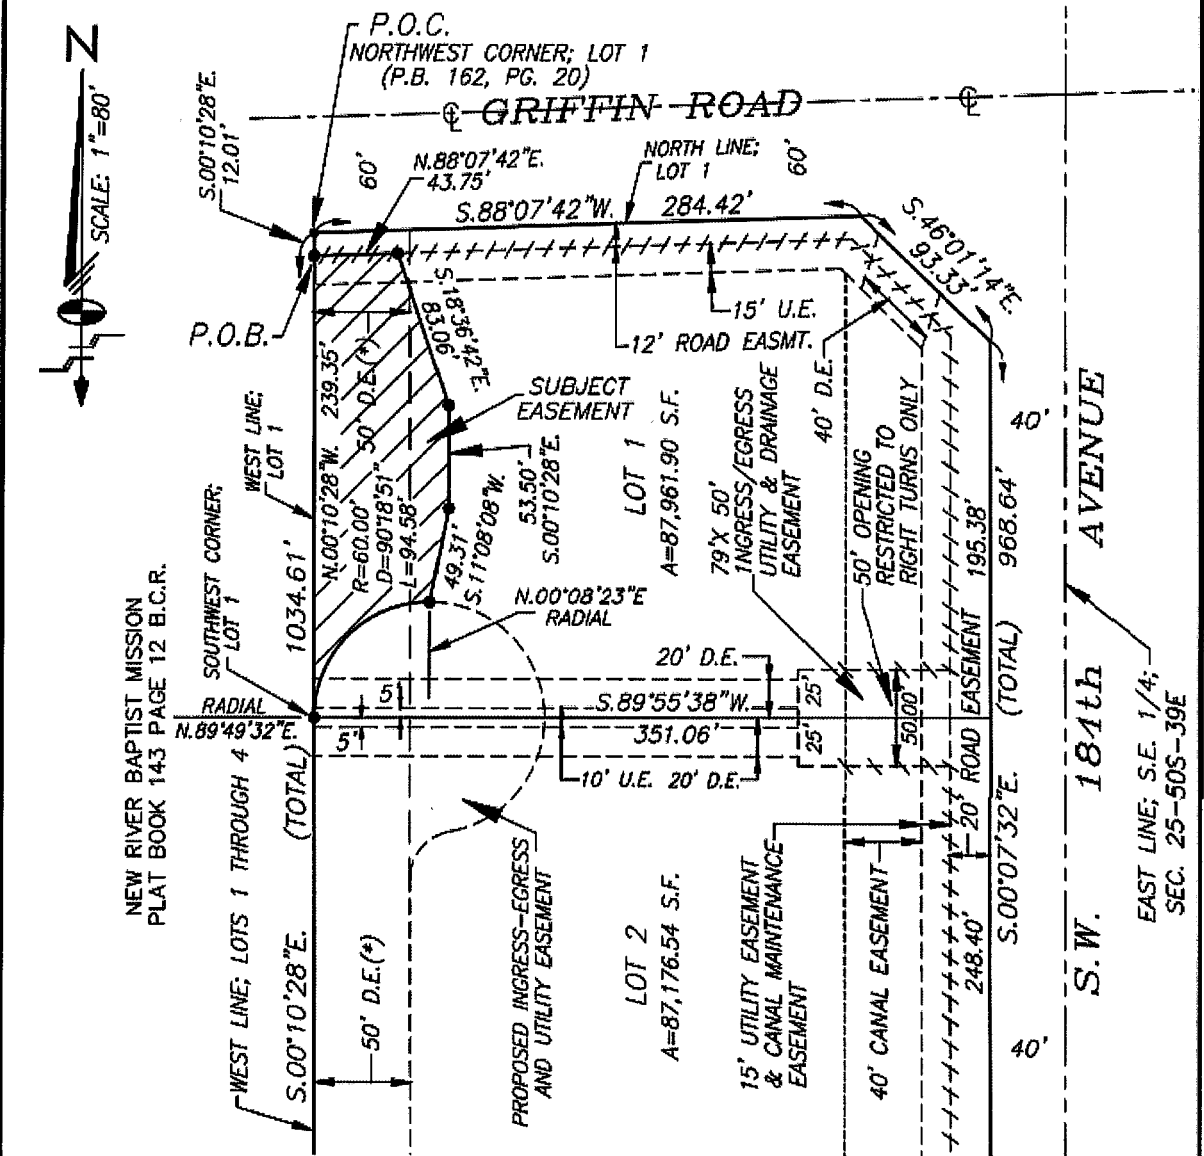 N
SCALE: 1"=80'
P.O.C.
NORTHWEST CORNER; LOT 1
(P.B. 162, PG. 20)
S.00°10'28"E.
12.01'
℄ GRIFFIN ROAD ℄
60'
N.88°07'42"E.
43.75'
NORTH LINE;
LOT 1
60'
S.88°07'42"W. 284.42'
S.46°01'14"E.
93.33'
P.O.B.
15' U.E.
12' ROAD EASMT.
S.18°36'42"E.
83.06'
50' D.E.(*)
239.35'
N.00°10'28"W.
R=60.00'
D=90°18'51"
L=94.58'
SUBJECT
EASEMENT
53.50'
S.00°10'28"E.
49.31'
S.11°08'08"W.
N.00°08'23"E
RADIAL
LOT 1
A=87,961.90 S.F.
79'X 50'
INGRESS/EGRESS
UTILITY & DRAINAGE
EASEMENT
40' D.E.
50' OPENING
RESTRICTED TO
RIGHT TURNS ONLY
195.38'
968.64'
(TOTAL)
40'
S.W. 184th AVENUE
EAST LINE; S.E. 1/4;
SEC. 25-50S-39E
WEST LINE;
LOT 1
SOUTHWEST CORNER;
LOT 1
1034.61'
(TOTAL)
NEW RIVER BAPTIST MISSION
PLAT BOOK 143 PAGE 12 B.C.R.
RADIAL
N.89°49'32"E.
5'
5'
20' D.E.
S.89°55'38"W.
351.06'
25'
25'
50.00'
10' U.E. 20' D.E.
20' ROAD EASEMENT
WEST LINE; LOTS 1 THROUGH 4
S.00°10'28"E.
50' D.E.(*)
PROPOSED INGRESS-EGRESS
AND UTILITY EASEMENT
LOT 2
A=87,176.54 S.F.
15' UTILITY EASEMENT
& CANAL MAINTENANCE
EASEMENT
40' CANAL EASEMENT
248.40'
S.00°07'32"E.
40'